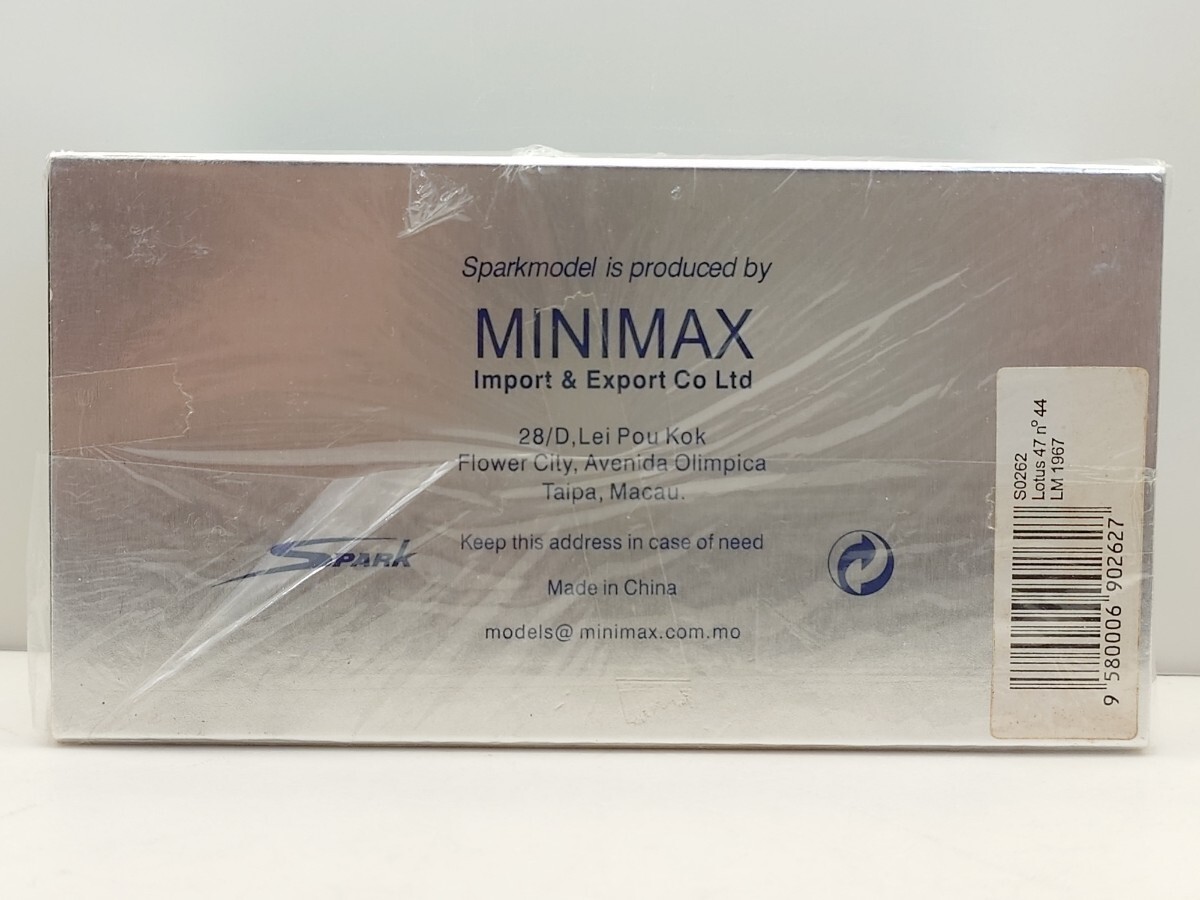 Sparkmodel is produced by
MINIMAX
Import & Export Co Ltd
28/D,Lei Pou Kok
Flower City, Avenida Olimpica
Taipa, Macau.
SPARK
Keep this address in case of need
Made in China
models@ minimax.com.mo
S0262
Lotus 47 n° 44
LM 1967
9 580006 902627